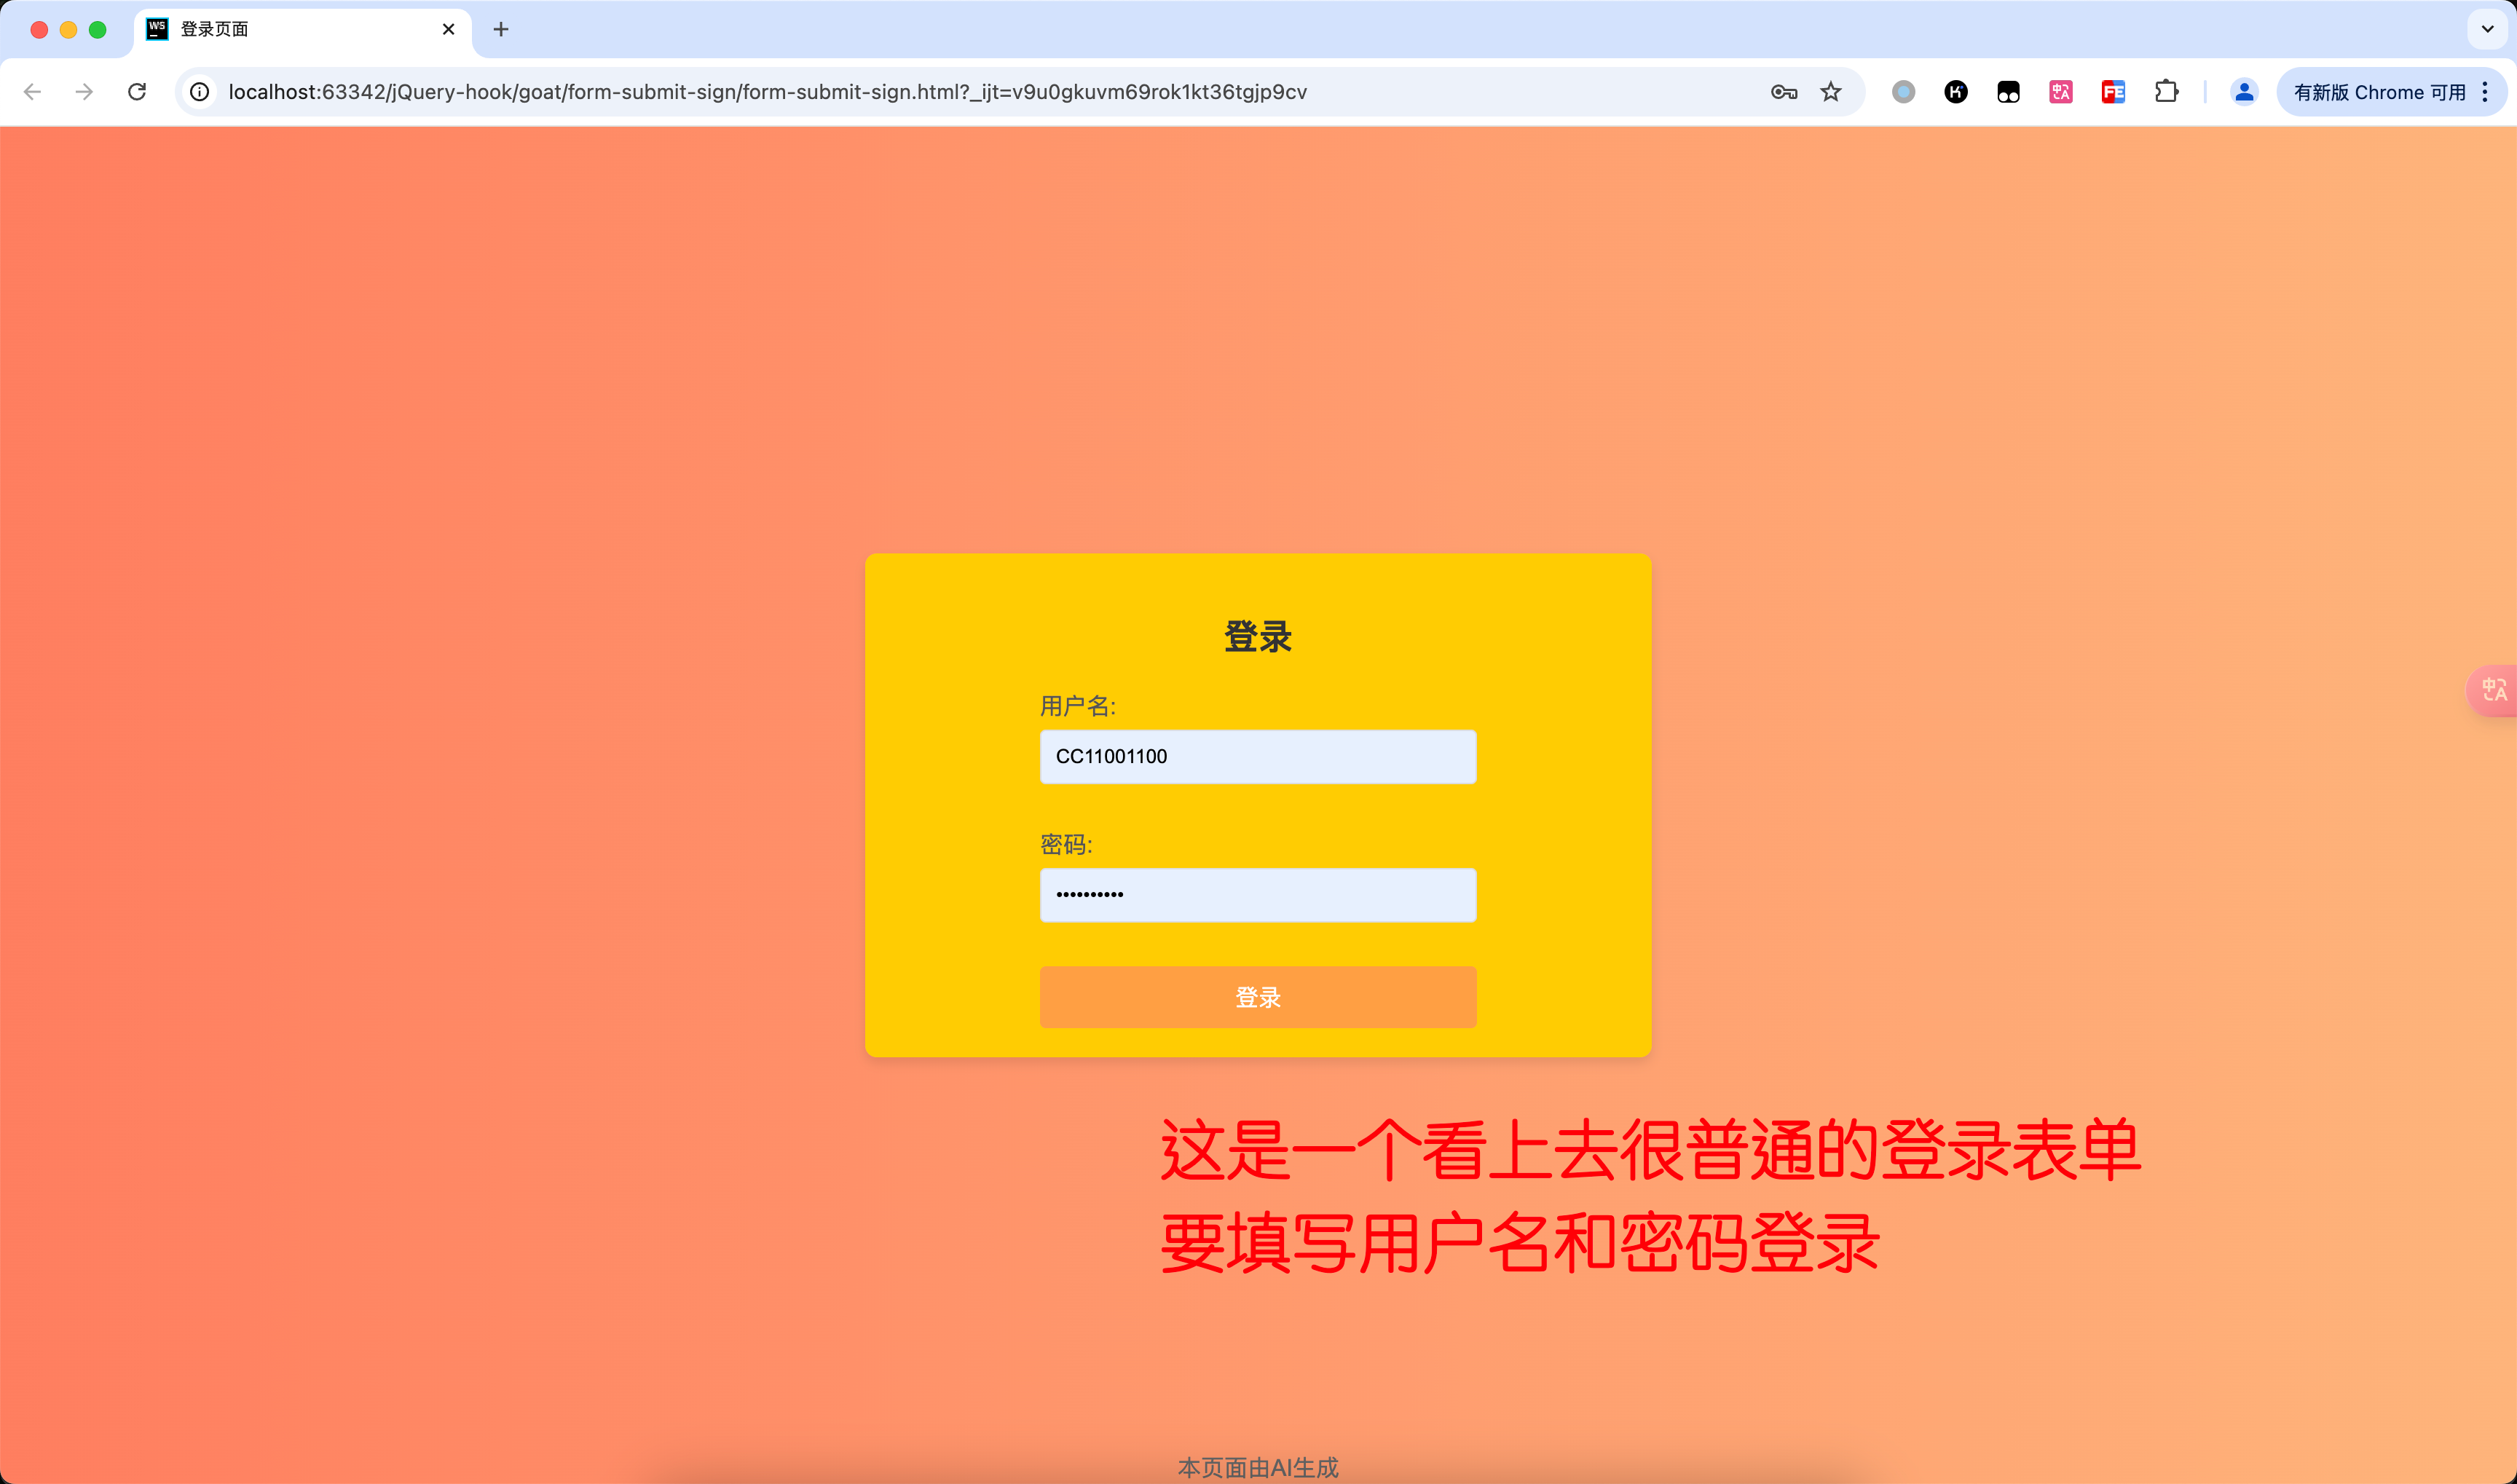 WS 登录页面
localhost:63342/jQuery-hook/goat/form-submit-sign/form-submit-sign.html?_ijt=v9u0gkuvm69rok1kt36tgjp9cv
有新版 Chrome 可用
登录
用户名:
CC11001100
密码:
••••••••••
登录
这是一个看上去很普通的登录表单
要填写用户名和密码登录
本页面由AI生成